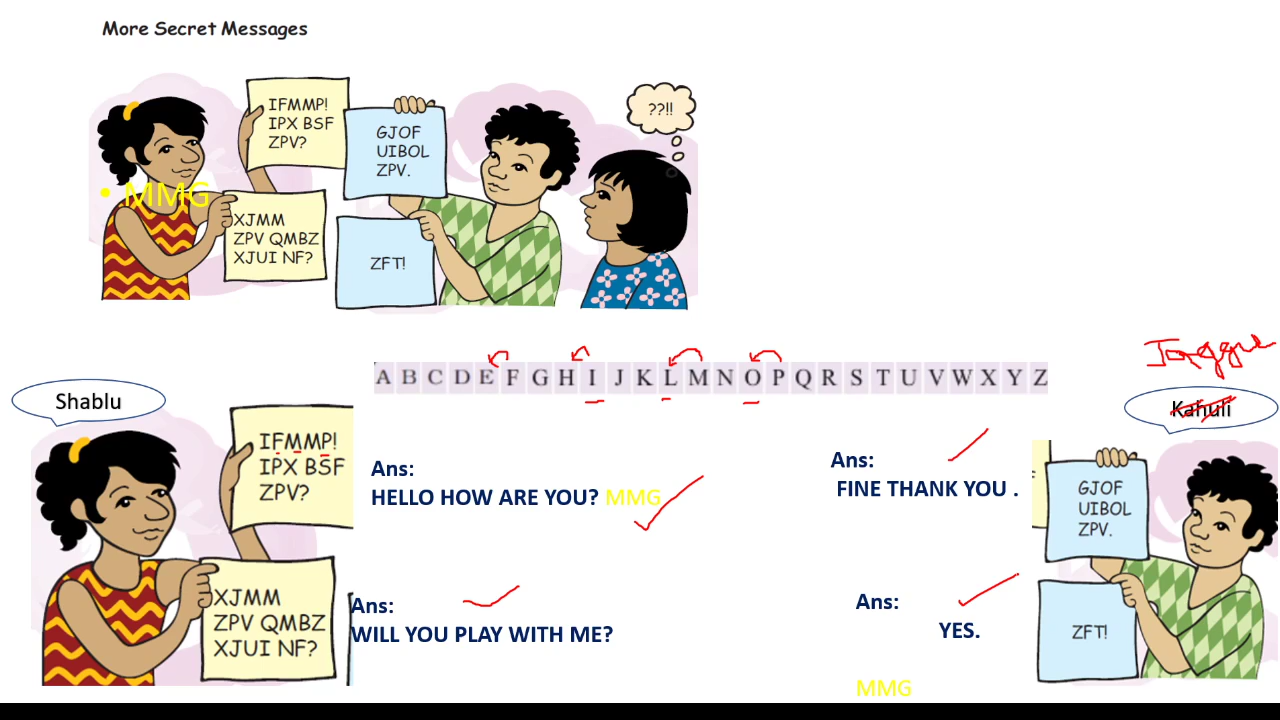 More Secret Messages
IFMMP!
IPX BSF
ZPV?
GJOF
UIBOL
ZPV.
??!!
• MMG
XJMM
ZPV QMBZ
XJUI NF?
ZFT!
A B C D E F G H I J K L M N O P Q R S T U V W X Y Z
Shablu
Kahuli
IFMMP!
IPX BSF
ZPV?
Ans:
HELLO HOW ARE YOU? MMG
Ans:
FINE THANK YOU .
GJOF
UIBOL
ZPV.
XJMM
ZPV QMBZ
XJUI NF?
Ans:
WILL YOU PLAY WITH ME?
Ans:
YES.
ZFT!
MMG